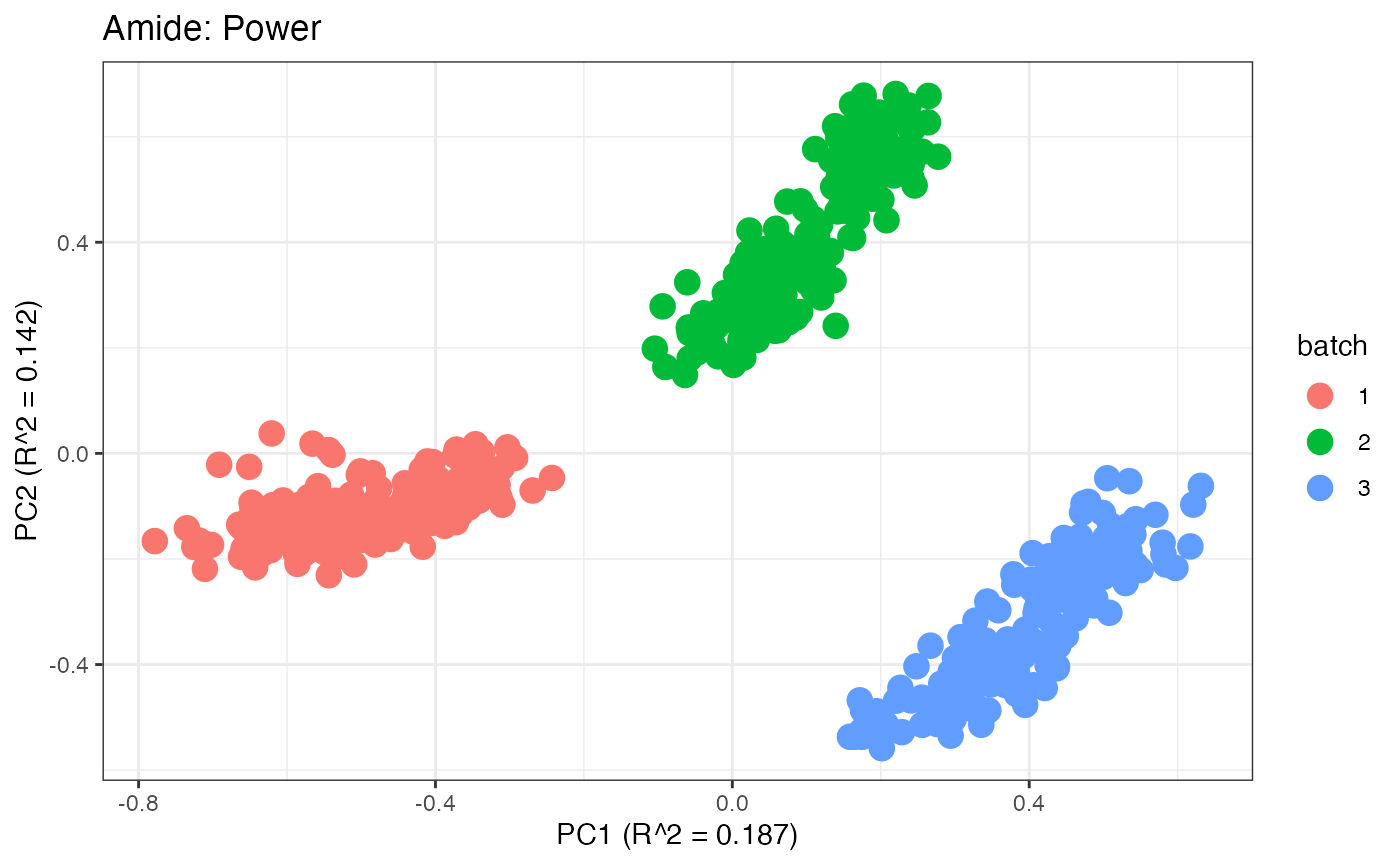 Amide: Power
0.4
0.0
-0.4
PC2 (R^2 = 0.142)
-0.8
-0.4
0.0
0.4
PC1 (R^2 = 0.187)
batch
1
2
3